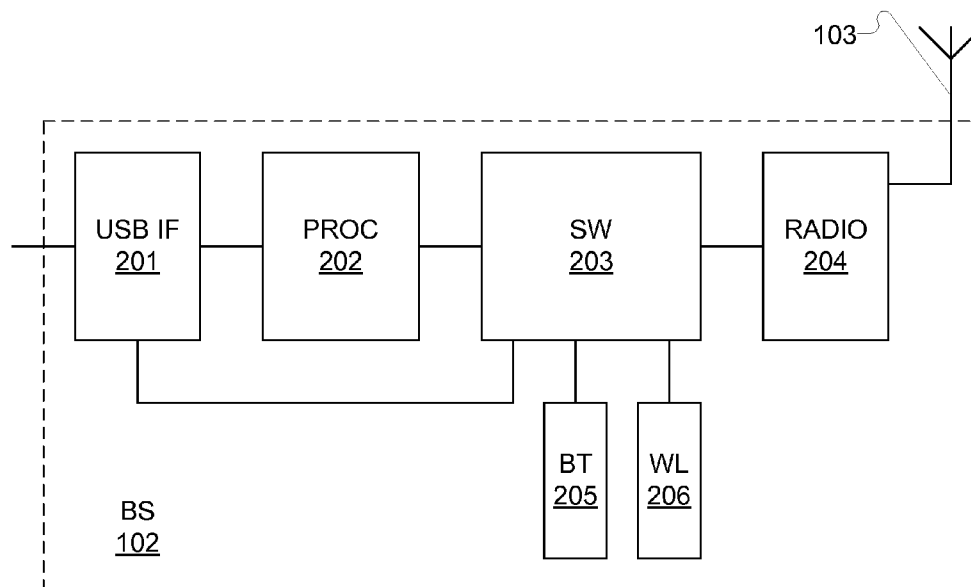 103
USB IF
201
PROC
202
SW
203
RADIO
204
BT
205
WL
206
BS
102